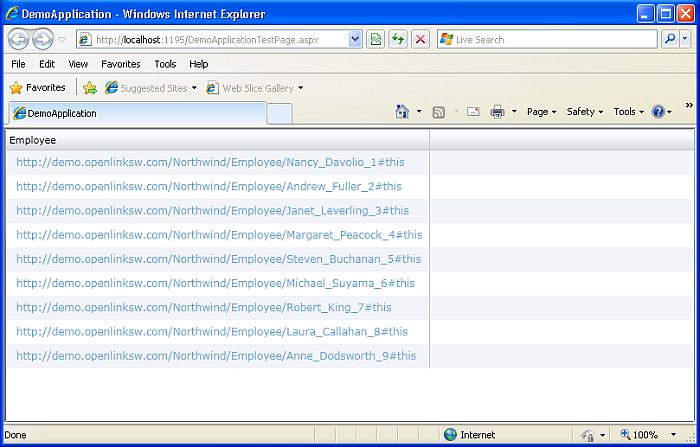 DemoApplication - Windows Internet Explorer
http://localhost:1195/DemoApplicationTestPage.aspx Live Search
File Edit View Favorites Tools Help
Favorites Suggested Sites Web Slice Gallery
DemoApplication Page Safety Tools
Employee
http://demo.openlinksw.com/Northwind/Employee/Nancy_Davolio_1#this
http://demo.openlinksw.com/Northwind/Employee/Andrew_Fuller_2#this
http://demo.openlinksw.com/Northwind/Employee/Janet_Leverling_3#this
http://demo.openlinksw.com/Northwind/Employee/Margaret_Peacock_4#this
http://demo.openlinksw.com/Northwind/Employee/Steven_Buchanan_5#this
http://demo.openlinksw.com/Northwind/Employee/Michael_Suyama_6#this
http://demo.openlinksw.com/Northwind/Employee/Robert_King_7#this
http://demo.openlinksw.com/Northwind/Employee/Laura_Callahan_8#this
http://demo.openlinksw.com/Northwind/Employee/Anne_Dodsworth_9#this
Done Internet 100%